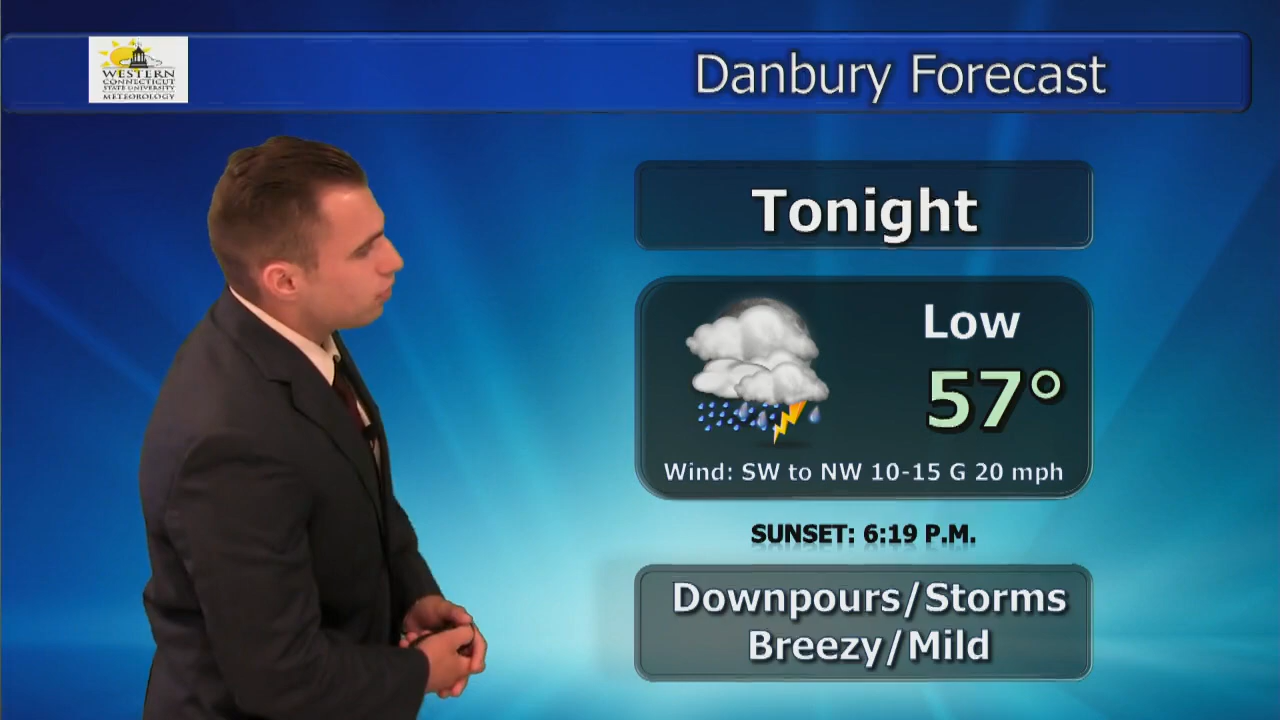 WESTERN
CONNECTICUT
STATE UNIVERSITY
METEOROLOGY
Danbury Forecast
Tonight
Low
57°
Wind: SW to NW 10-15 G 20 mph
SUNSET: 6:19 P.M.
Downpours/Storms
Breezy/Mild